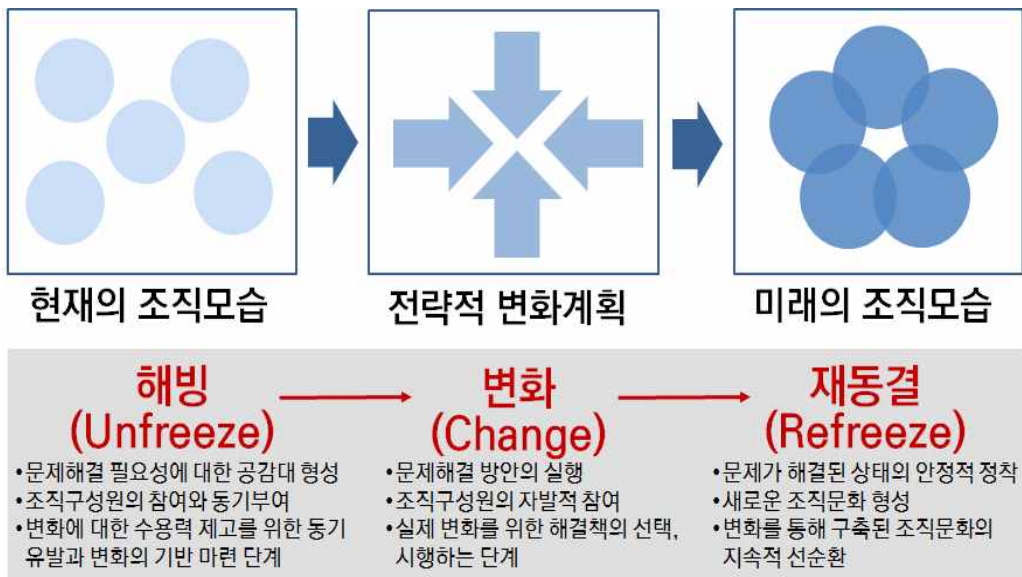 현재의 조직모습
전략적 변화계획
미래의 조직모습
해빙
(Unfreeze)
•문제해결 필요성에 대한 공감대 형성
•조직구성원의 참여와 동기부여
•변화에 대한 수용력 제고를 위한 동기
유발과 변화의 기반 마련 단계
변화
(Change)
•문제해결 방안의 실행
•조직구성원의 자발적 참여
•실제 변화를 위한 해결책의 선택,
시행하는 단계
재동결
(Refreeze)
•문제가 해결된 상태의 안정적 정착
•새로운 조직문화 형성
•변화를 통해 구축된 조직문화의
지속적 선순환